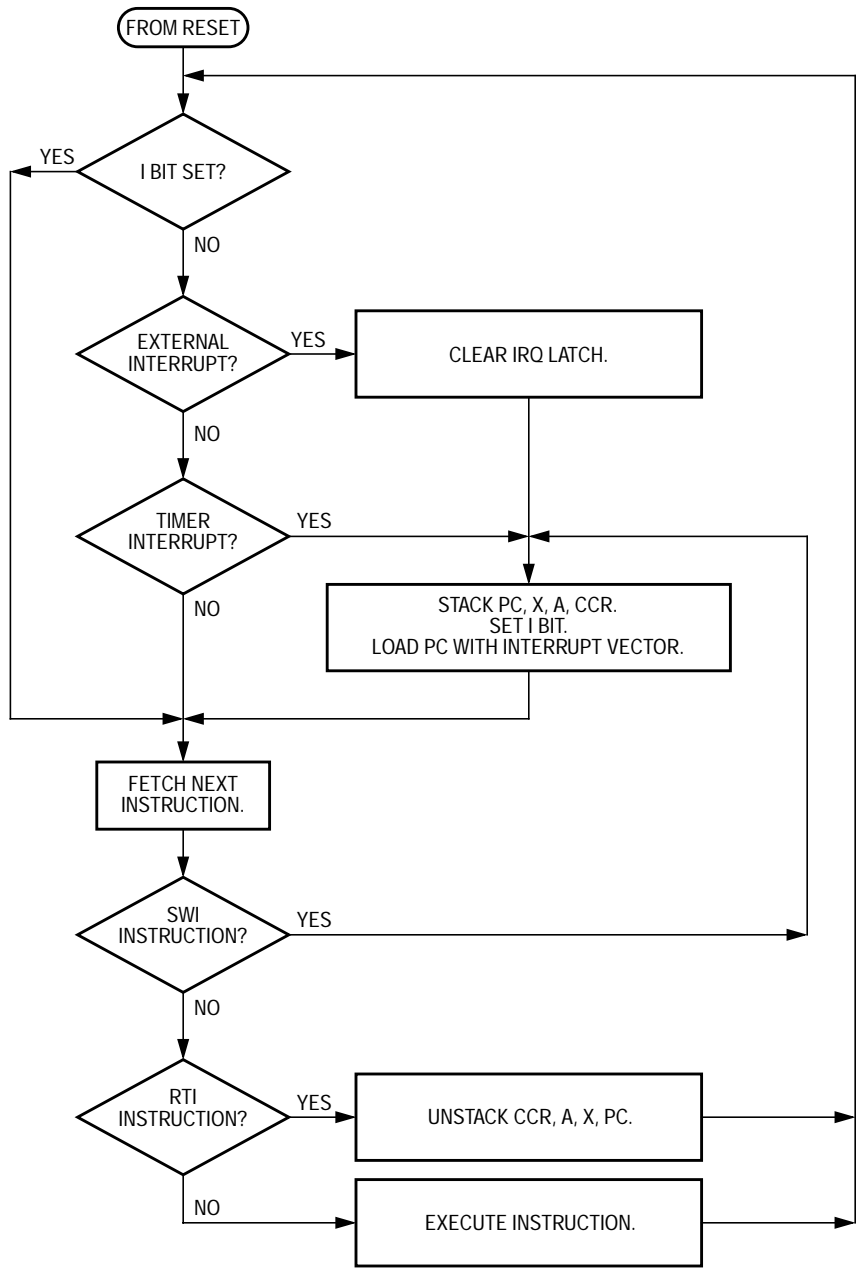 FROM RESET
YES
I BIT SET?
NO
EXTERNAL
INTERRUPT?
YES
CLEAR IRQ LATCH.
NO
TIMER
INTERRUPT?
YES
NO
STACK PC, X, A, CCR.
SET I BIT.
LOAD PC WITH INTERRUPT VECTOR.
FETCH NEXT
INSTRUCTION.
SWI
INSTRUCTION?
YES
NO
RTI
INSTRUCTION?
YES
UNSTACK CCR, A, X, PC.
NO
EXECUTE INSTRUCTION.